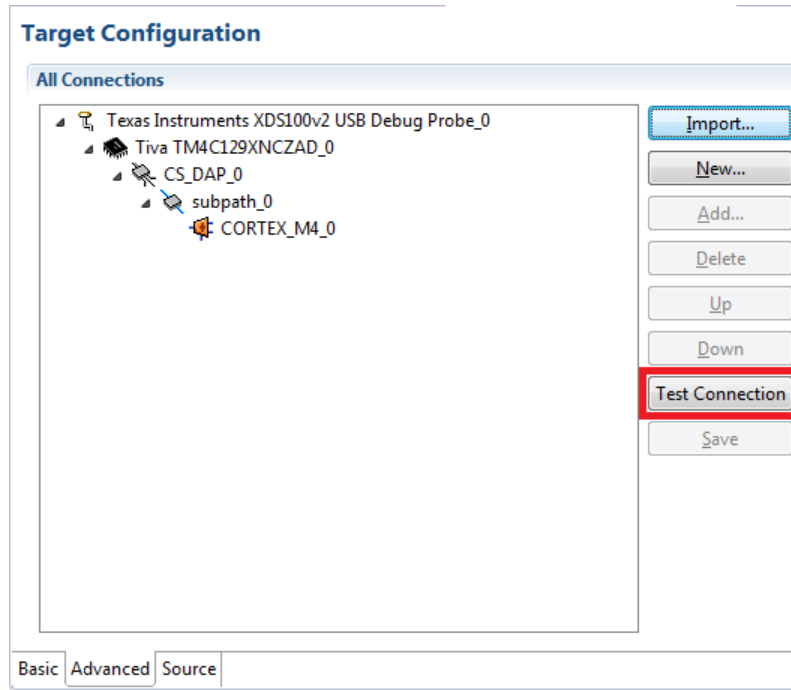 Target Configuration
All Connections
Texas Instruments XDS100v2 USB Debug Probe_0
Tiva TM4C129XNCZAD_0
CS_DAP_0
subpath_0
CORTEX_M4_0
Import...
New...
Add...
Delete
Up
Down
Test Connection
Save
Basic Advanced Source